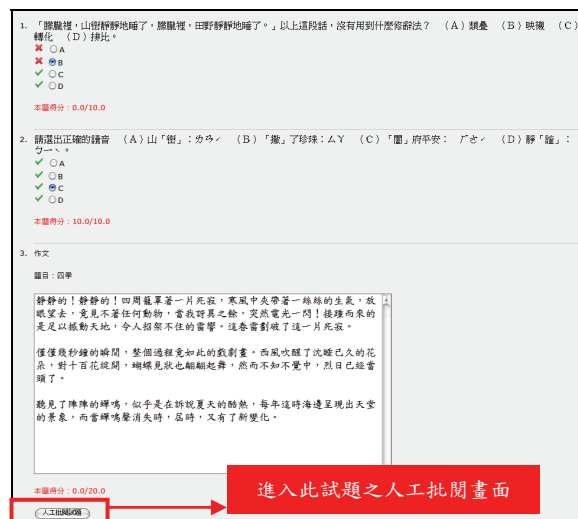 1. 「朦朧裡，山樹靜靜地睡了，朦朧裡，田野靜靜地睡了。」以上這段話，沒有用到什麼修辭法？ （A）類疊 （B）映襯 （C）
轉化 （D）排比。
A
B
C
D
本題得分：0.0/10.0
2. 請選出正確的讀音 （A）山「樹」：ㄉㄢˊ （B）「撒」了珍珠：ㄙㄚ （C）「闔」府平安： ㄏㄜˊ （D）靜「謐」：
ㄅㄧˋ。
A
B
C
D
本題得分：10.0/10.0
3. 作文
題目：四季
靜靜的！靜靜的！四周籠罩著一片死寂，寒風中夾帶著一絲絲的生氣，放
眼望去，竟見不著任何動物，當我訝異之餘，突然電光一閃！接踵而來的
是足以撼動天地，令人招架不住的雷響。這春雷劃破了這一片死寂。
僅僅幾秒鐘的瞬間，整個過程竟如此的戲劇畫。西風吹醒了沈睡已久的花
朵，對十百花綻開，蝴蝶見狀也翩翩起舞，然而不知不覺中，烈日已經當
頭了。
聽見了陣陣的蟬鳴，似乎是在訴說夏天的酷熱，每年這時海邊呈現出天堂
的景象，而當蟬鳴聲消失時，屆時，又有了新變化。
本題得分：0.0/20.0
進入此試題之人工批閱畫面
人工批閱試題